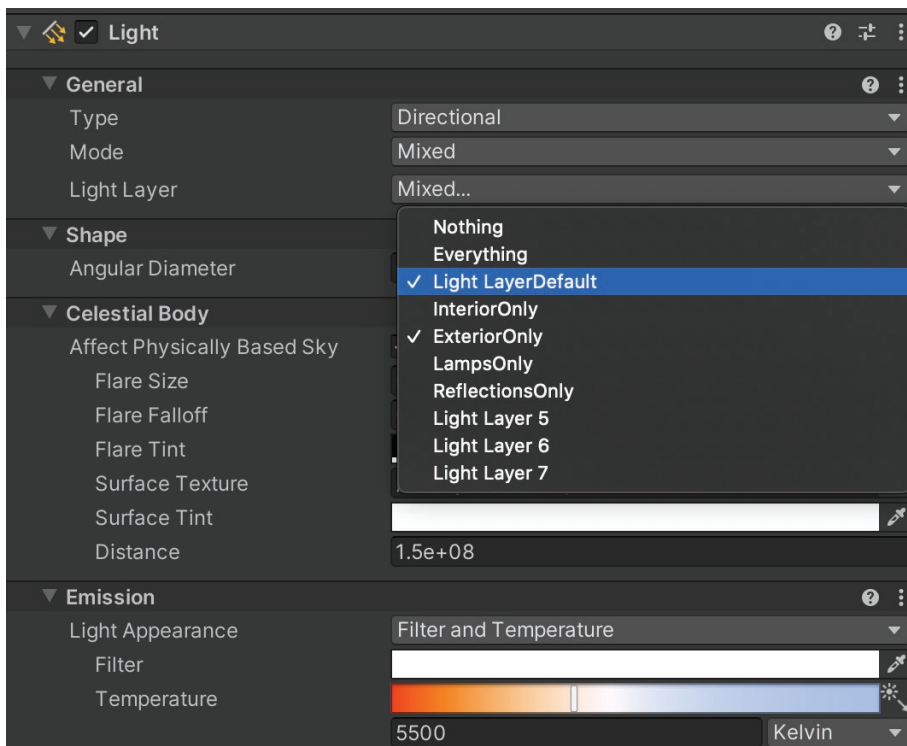 Light
General
Type Directional
Mode Mixed
Light Layer Mixed...
Nothing
Shape
Everything
Angular Diameter
Light LayerDefault
InteriorOnly
Celestial Body
ExteriorOnly
Affect Physically Based Sky
LampsOnly
Flare Size
ReflectionsOnly
Flare Falloff
Light Layer 5
Flare Tint
Light Layer 6
Surface Texture
Light Layer 7
Surface Tint
Distance 1.5e+08
Emission
Light Appearance Filter and Temperature
Filter
Temperature
5500 Kelvin